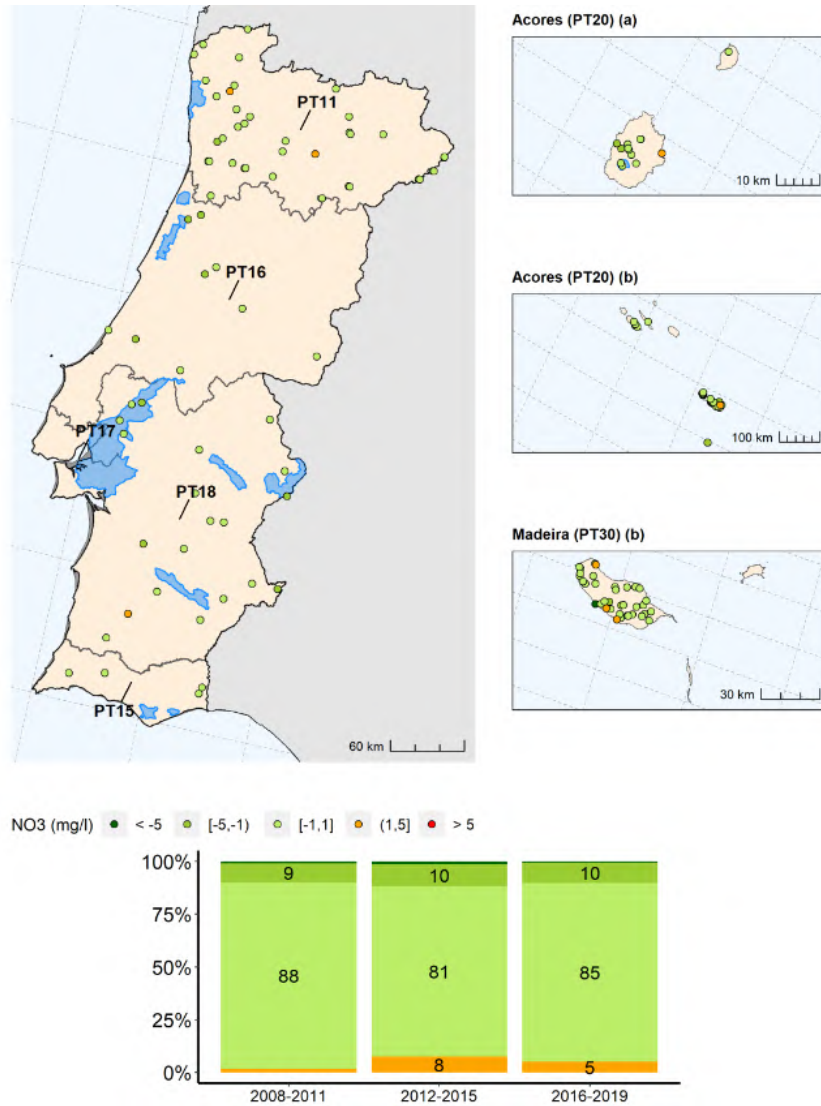 PT11
PT16
PT17
PT18
PT15
60 km
Acores (PT20) (a)
10 km
Acores (PT20) (b)
100 km
Madeira (PT30) (b)
30 km
NO3 (mg/l) < -5 [-5,-1) [-1,1] (1,5] > 5
100%
75%
50%
25%
0%
9
88
10
81
8
10
85
5
2008-2011 2012-2015 2016-2019